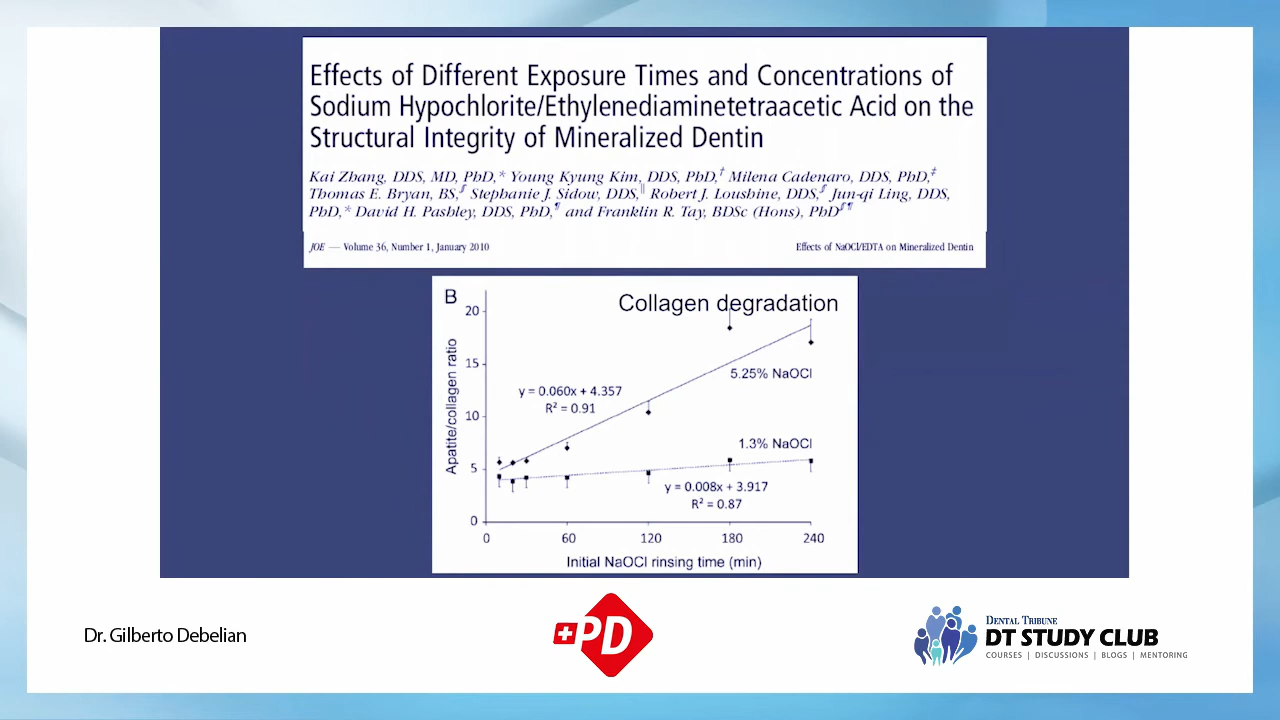 Effects of Different Exposure Times and Concentrations of
Sodium Hypochlorite/Ethylenediaminetetraacetic Acid on the
Structural Integrity of Mineralized Dentin
Kai Zhang, DDS, MD, PhD,* Young Kyung Kim, DDS, PhD,† Milena Cadenaro, DDS, PhD,‡
Thomas E. Bryan, BS,§ Stephanie J. Sidow, DDS,|| Robert J. Loushine, DDS,§ Jun-qi Ling, DDS,
PhD,* David H. Pashley, DDS, PhD,¶ and Franklin R. Tay, BDSc (Hons), PhD§¶
JOE — Volume 36, Number 1, January 2010
Effects of NaOCl/EDTA on Mineralized Dentin
B
Collagen degradation
Apatite/collagen ratio
20
15
10
5
0
y = 0.060x + 4.357
R² = 0.91
5.25% NaOCl
1.3% NaOCl
y = 0.008x + 3.917
R² = 0.87
0 60 120 180 240
Initial NaOCl rinsing time (min)
Dr. Gilberto Debelian
PD
DENTAL TRIBUNE
DT STUDY CLUB
COURSES | DISCUSSIONS | BLOGS | MENTORING